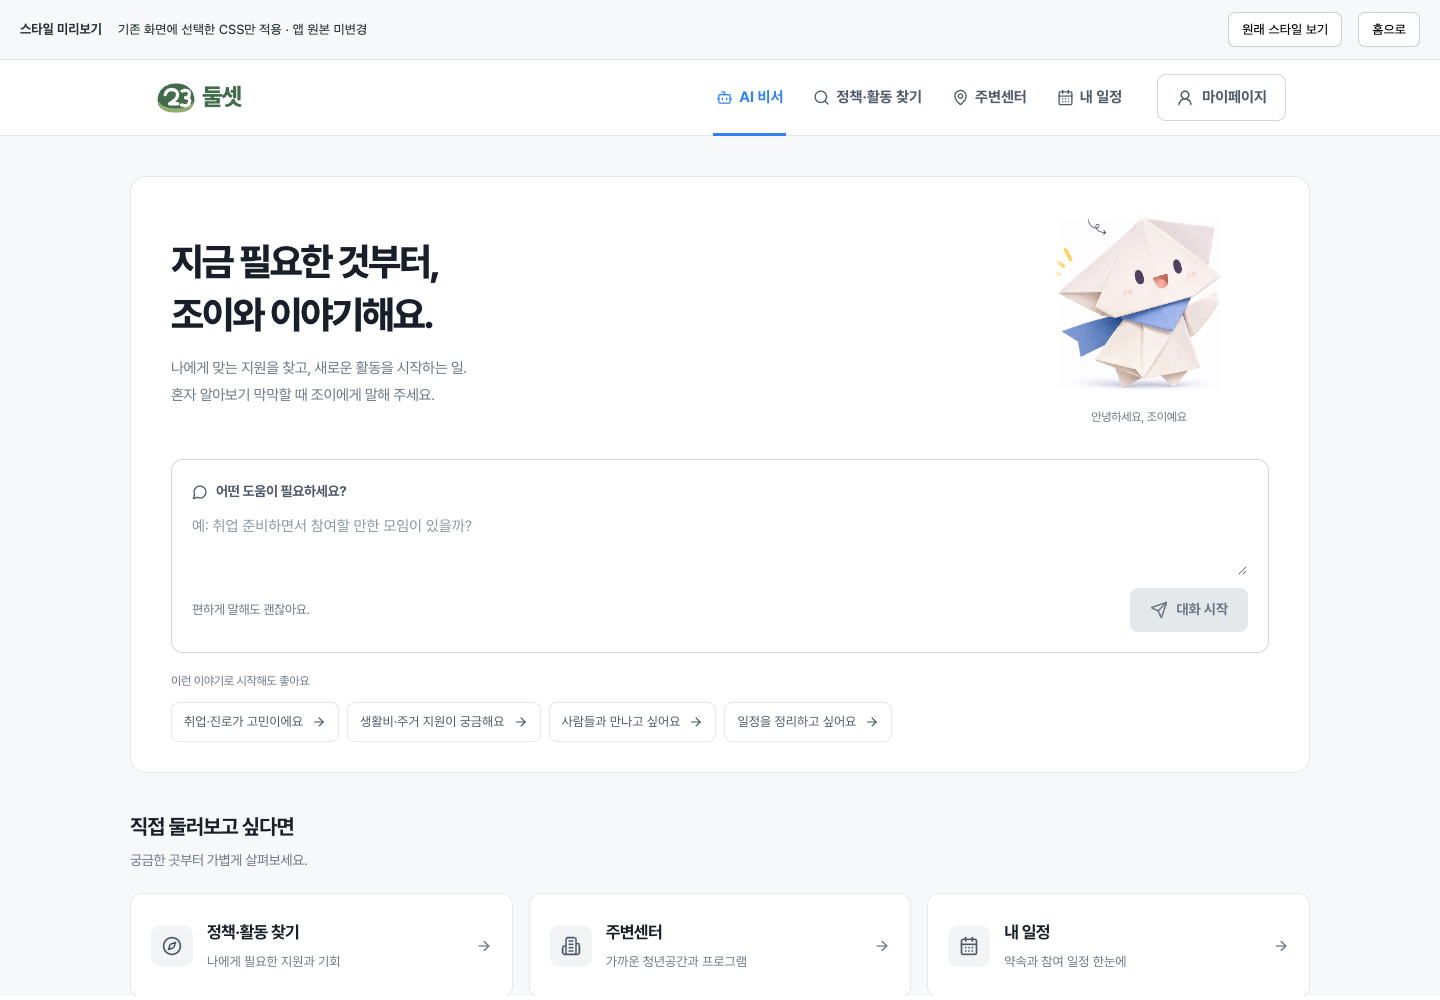 스타일 미리보기 기존 화면에 선택한 CSS만 적용 · 앱 원본 미변경 원래 스타일 보기 홈으로
23 둘셋 AI 비서 정책·활동 찾기 주변센터 내 일정 마이페이지
지금 필요한 것부터,
조이와 이야기해요.
나에게 맞는 지원을 찾고, 새로운 활동을 시작하는 일.
혼자 알아보기 막막할 때 조이에게 말해 주세요.
안녕하세요, 조이예요
어떤 도움이 필요하세요?
예: 취업 준비하면서 참여할 만한 모임이 있을까?
편하게 말해도 괜찮아요. 대화 시작
이런 이야기로 시작해도 좋아요
취업·진로가 고민이에요 생활비·주거 지원이 궁금해요 사람들과 만나고 싶어요 일정을 정리하고 싶어요
직접 둘러보고 싶다면
궁금한 곳부터 가볍게 살펴보세요.
정책·활동 찾기 주변센터 내 일정
나에게 필요한 지원과 기회 가까운 청년공간과 프로그램 약속과 참여 일정 한눈에